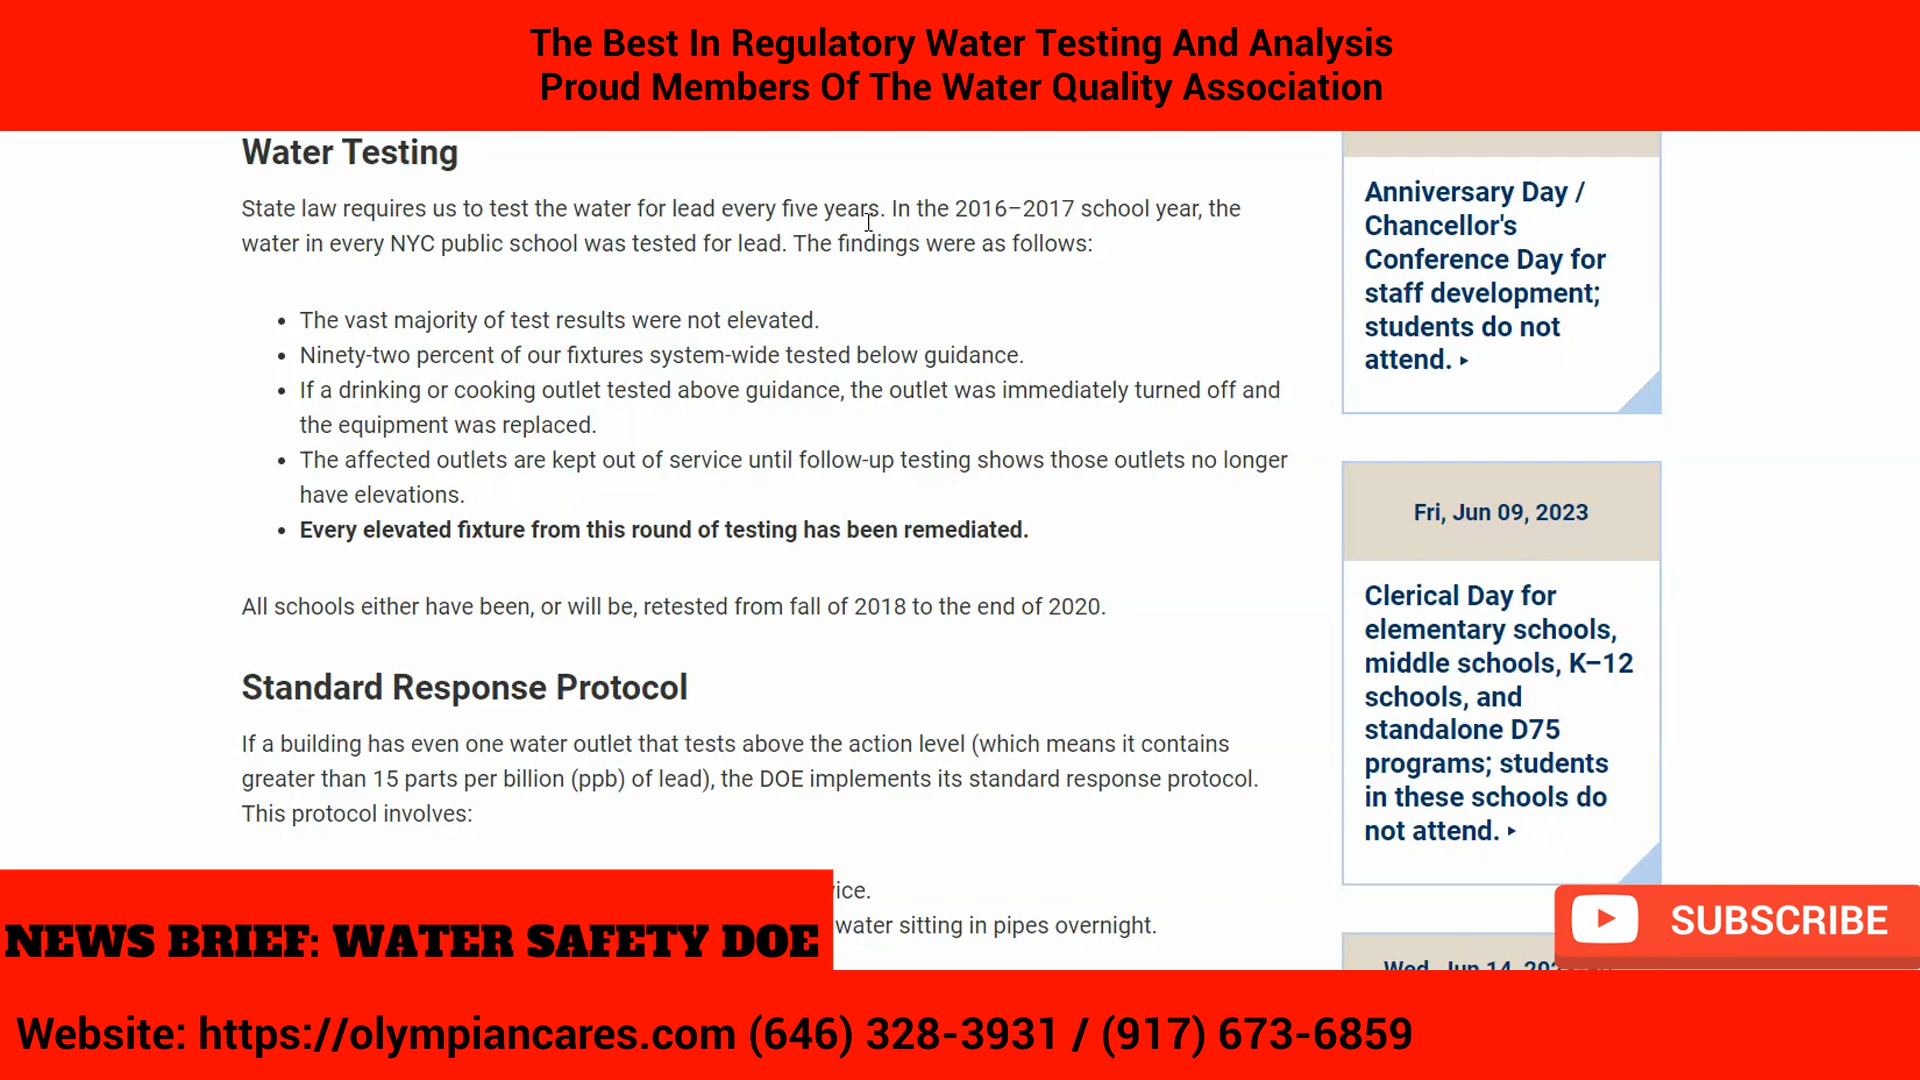 The Best In Regulatory Water Testing And Analysis
Proud Members Of The Water Quality Association
Water Testing
State law requires us to test the water for lead every five years. In the 2016–2017 school year, the
water in every NYC public school was tested for lead. The findings were as follows:
• The vast majority of test results were not elevated.
• Ninety-two percent of our fixtures system-wide tested below guidance.
• If a drinking or cooking outlet tested above guidance, the outlet was immediately turned off and
the equipment was replaced.
• The affected outlets are kept out of service until follow-up testing shows those outlets no longer
have elevations.
• Every elevated fixture from this round of testing has been remediated.
All schools either have been, or will be, retested from fall of 2018 to the end of 2020.
Standard Response Protocol
If a building has even one water outlet that tests above the action level (which means it contains
greater than 15 parts per billion (ppb) of lead), the DOE implements its standard response protocol.
This protocol involves:
water sitting in pipes overnight.
Anniversary Day /
Chancellor's
Conference Day for
staff development;
students do not
attend. ▸
Fri, Jun 09, 2023
Clerical Day for
elementary schools,
middle schools, K–12
schools, and
standalone D75
programs; students
in these schools do
not attend. ▸
Wed, Jun 14,
SUBSCRIBE
NEWS BRIEF: WATER SAFETY DOE
Website: https://olympiancares.com (646) 328-3931 / (917) 673-6859